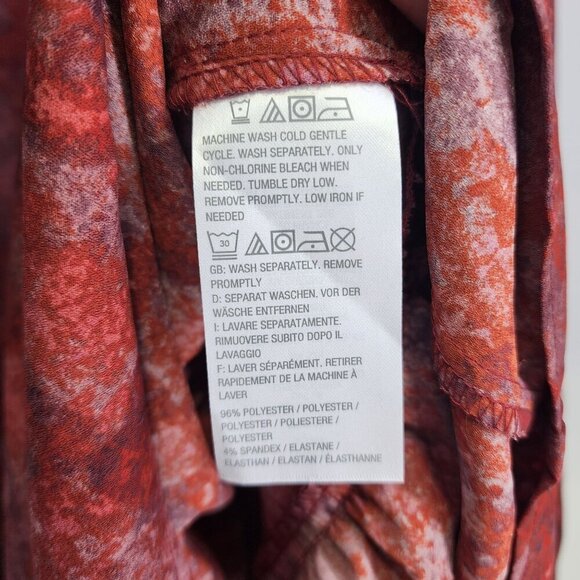 MACHINE WASH COLD GENTLE
CYCLE. WASH SEPARATELY. ONLY
NON-CHLORINE BLEACH WHEN
NEEDED. TUMBLE DRY LOW.
REMOVE PROMPTLY. LOW IRON IF
NEEDED
30
GB: WASH SEPARATELY. REMOVE
PROMPTLY
D: SEPARAT WASCHEN. VOR DER
WÄSCHE ENTFERNEN
I: LAVARE SEPARATAMENTE.
RIMUOVERE SUBITO DOPO IL
LAVAGGIO
F: LAVER SÉPARÉMENT. RETIRER
RAPIDEMENT DE LA MACHINE À
LAVER
96% POLYESTER / POLYESTER /
POLYESTER / POLIESTERE /
POLYESTER
4% SPANDEX / ELASTANE /
ELASTHAN / ELASTAN / ÉLASTHANNE